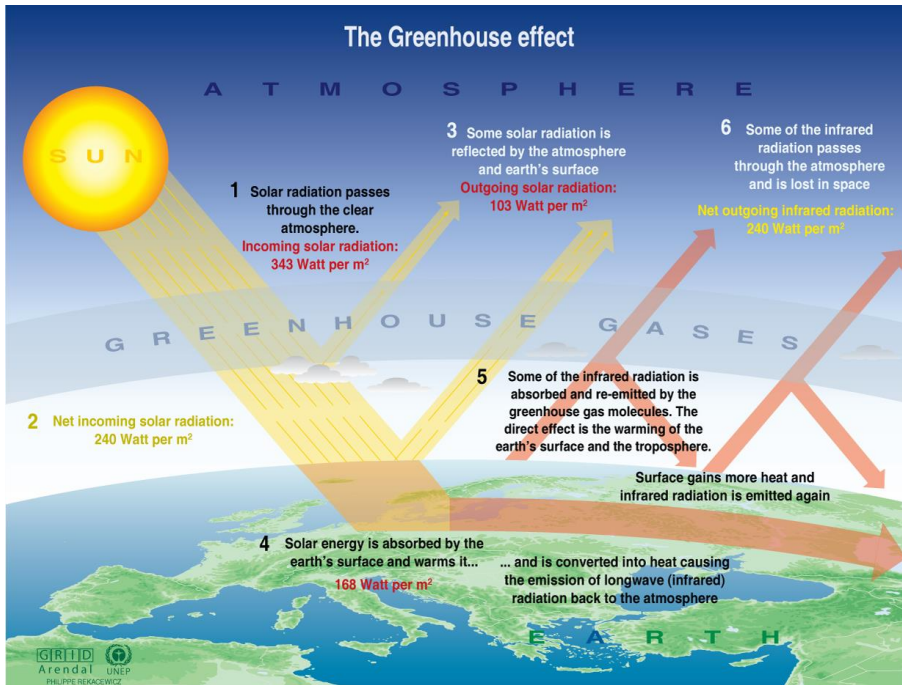 The Greenhouse effect
A T M O S P H E R E
S U N
1 Solar radiation passes
through the clear
atmosphere.
Incoming solar radiation:
343 Watt per m²
2 Net incoming solar radiation:
240 Watt per m²
3 Some solar radiation is
reflected by the atmosphere
and earth's surface
Outgoing solar radiation:
103 Watt per m²
6 Some of the infrared
radiation passes
through the atmosphere
and is lost in space
Net outgoing infrared radiation:
240 Watt per m²
G R E E N H O U S E G A S E S
5 Some of the infrared radiation is
absorbed and re-emitted by the
greenhouse gas molecules. The
direct effect is the warming of the
earth's surface and the troposphere.
Surface gains more heat and
infrared radiation is emitted again
4 Solar energy is absorbed by the
earth's surface and warms it...
168 Watt per m²
... and is converted into heat causing
the emission of longwave (infrared)
radiation back to the atmosphere
E A R T H
G R I D
Arendal
UNEP
PHILIPPE REKACEWICZ